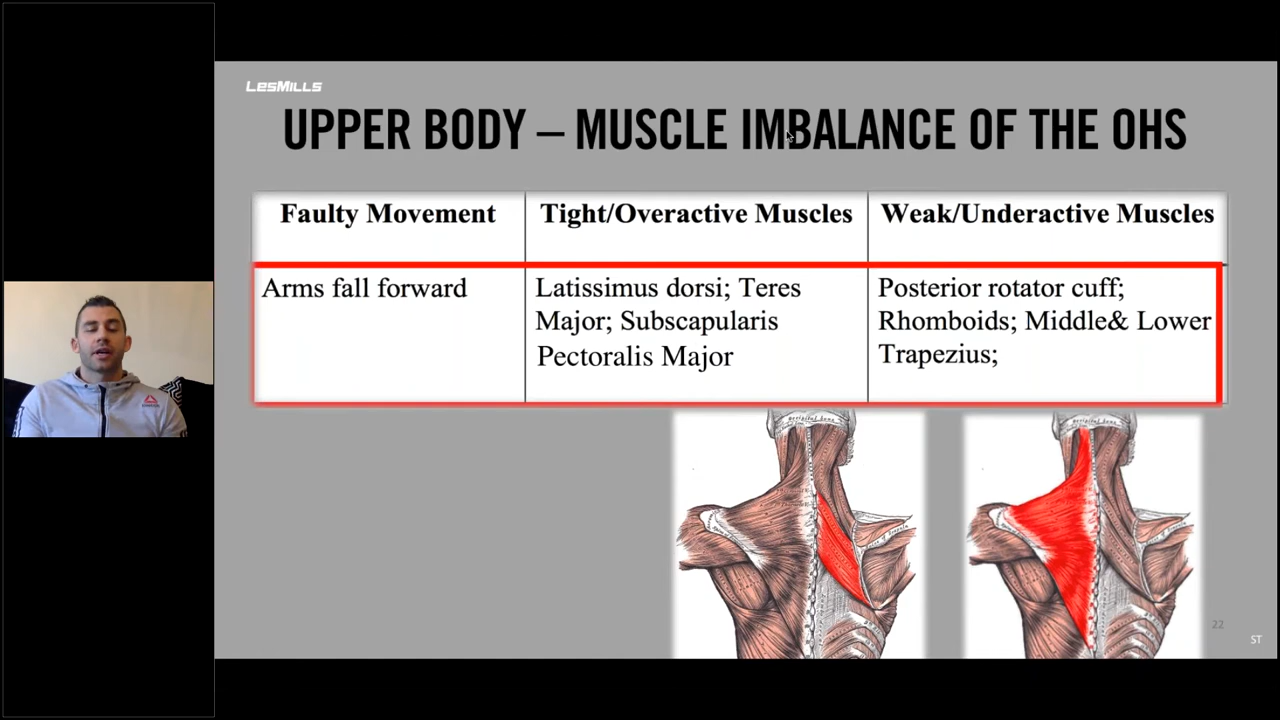 LESMILLS
UPPER BODY – MUSCLE IMBALANCE OF THE OHS
Faulty Movement
Tight/Overactive Muscles
Weak/Underactive Muscles
Arms fall forward
Latissimus dorsi; Teres
Major; Subscapularis
Pectoralis Major
Posterior rotator cuff;
Rhomboids; Middle& Lower
Trapezius;
22
ST